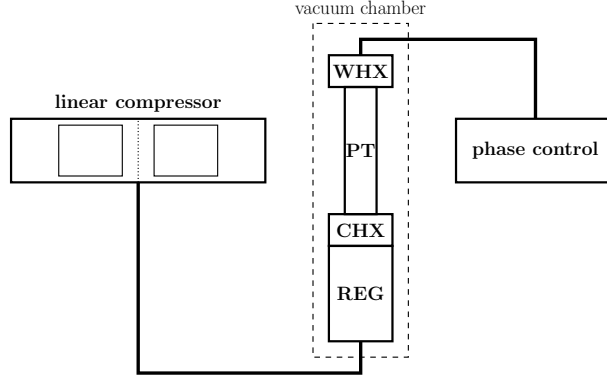 vacuum chamber
WHX
linear compressor
PT
phase control
CHX
REG